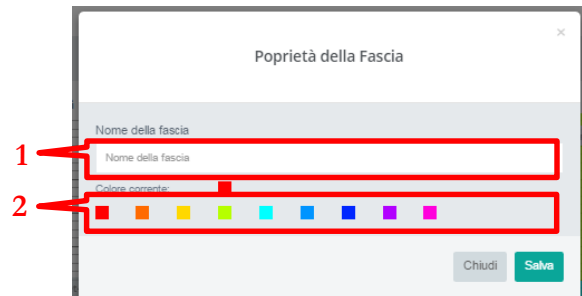 ×
Poprietà della Fascia
Nome della fascia
1
Nome della fascia
Colore corrente:
2
Chiudi Salva